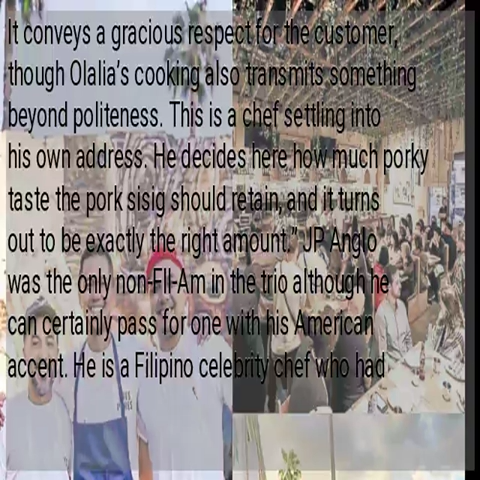 It conveys a gracious respect for the customer,
though Olalia's cooking also transmits something
beyond politeness. This is a chef settling into
his own address. He decides here how much porky
taste the pork sisig should retain, and it turns
out to be exactly the right amount." JP Anglo
was the only non-FIl-Am in the trio although he
can certainly pass for one with his American
accent. He is a Filipino celebrity chef who had